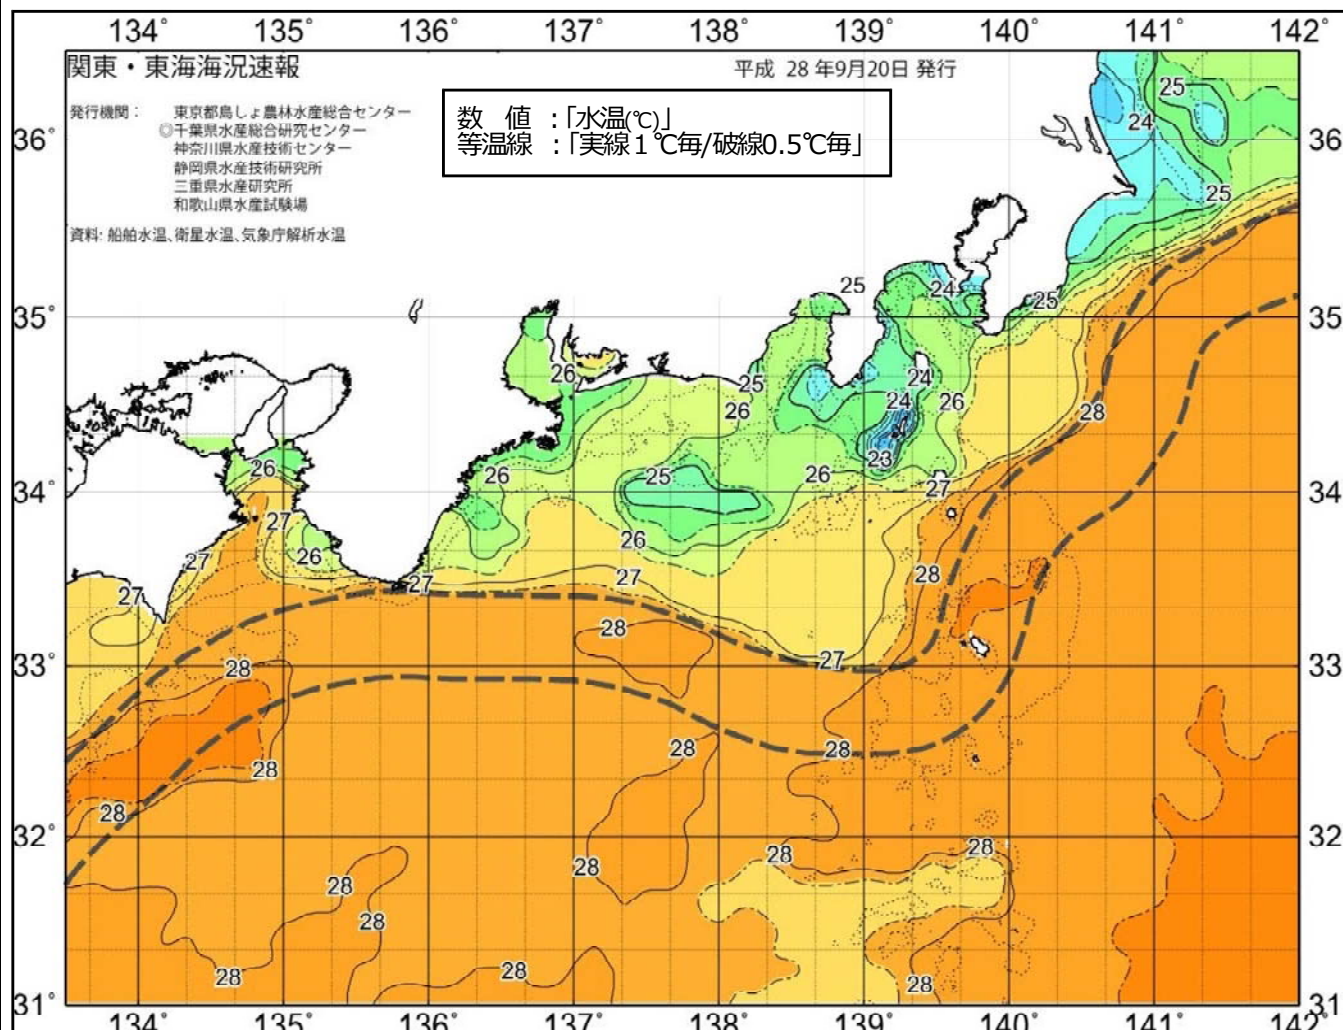 134° 135° 136° 137° 138° 139° 140° 141° 142°
関東・東海海況速報
平成 28年9月20日 発行
発行機関: 東京都島しょ農林水産総合センター
◎千葉県水産総合研究センター
神奈川県水産技術センター
静岡県水産技術研究所
三重県水産研究所
和歌山県水産試験場
資料: 船舶水温、衛星水温、気象庁解析水温
数 値 :「水温(℃)」
等温線 :「実線1℃毎/破線0.5℃毎」
25
24
36° 36
25
25
24 25
35° 35
26 25 24
26 24 26 28
23
26 26 25 26 27
34° 34
27
26 26
27 27 27 28
27
28
33° 27 33
28
28 28
28
28
32° 28 28 32
28
28
28
28 28 28
31° 31
134 135° 136° 137° 138° 139° 140 141° 142°